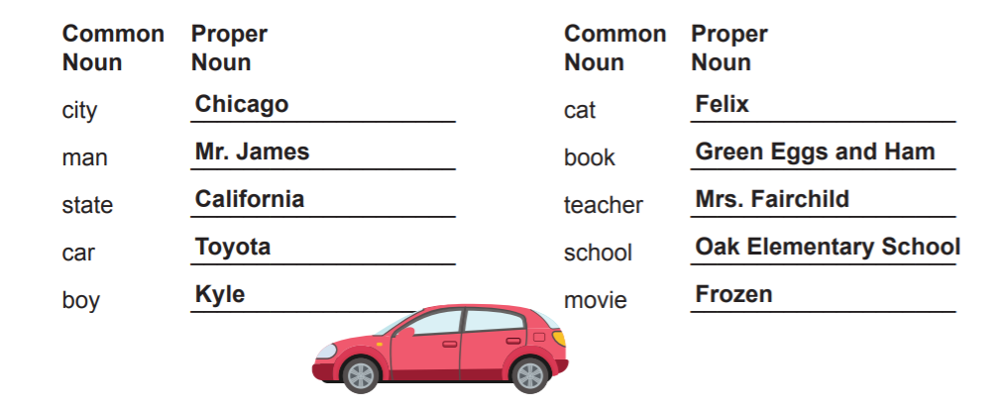 Common Proper Common Proper
Noun Noun Noun Noun
city Chicago cat Felix
man Mr. James book Green Eggs and Ham
state California teacher Mrs. Fairchild
car Toyota school Oak Elementary School
boy Kyle movie Frozen